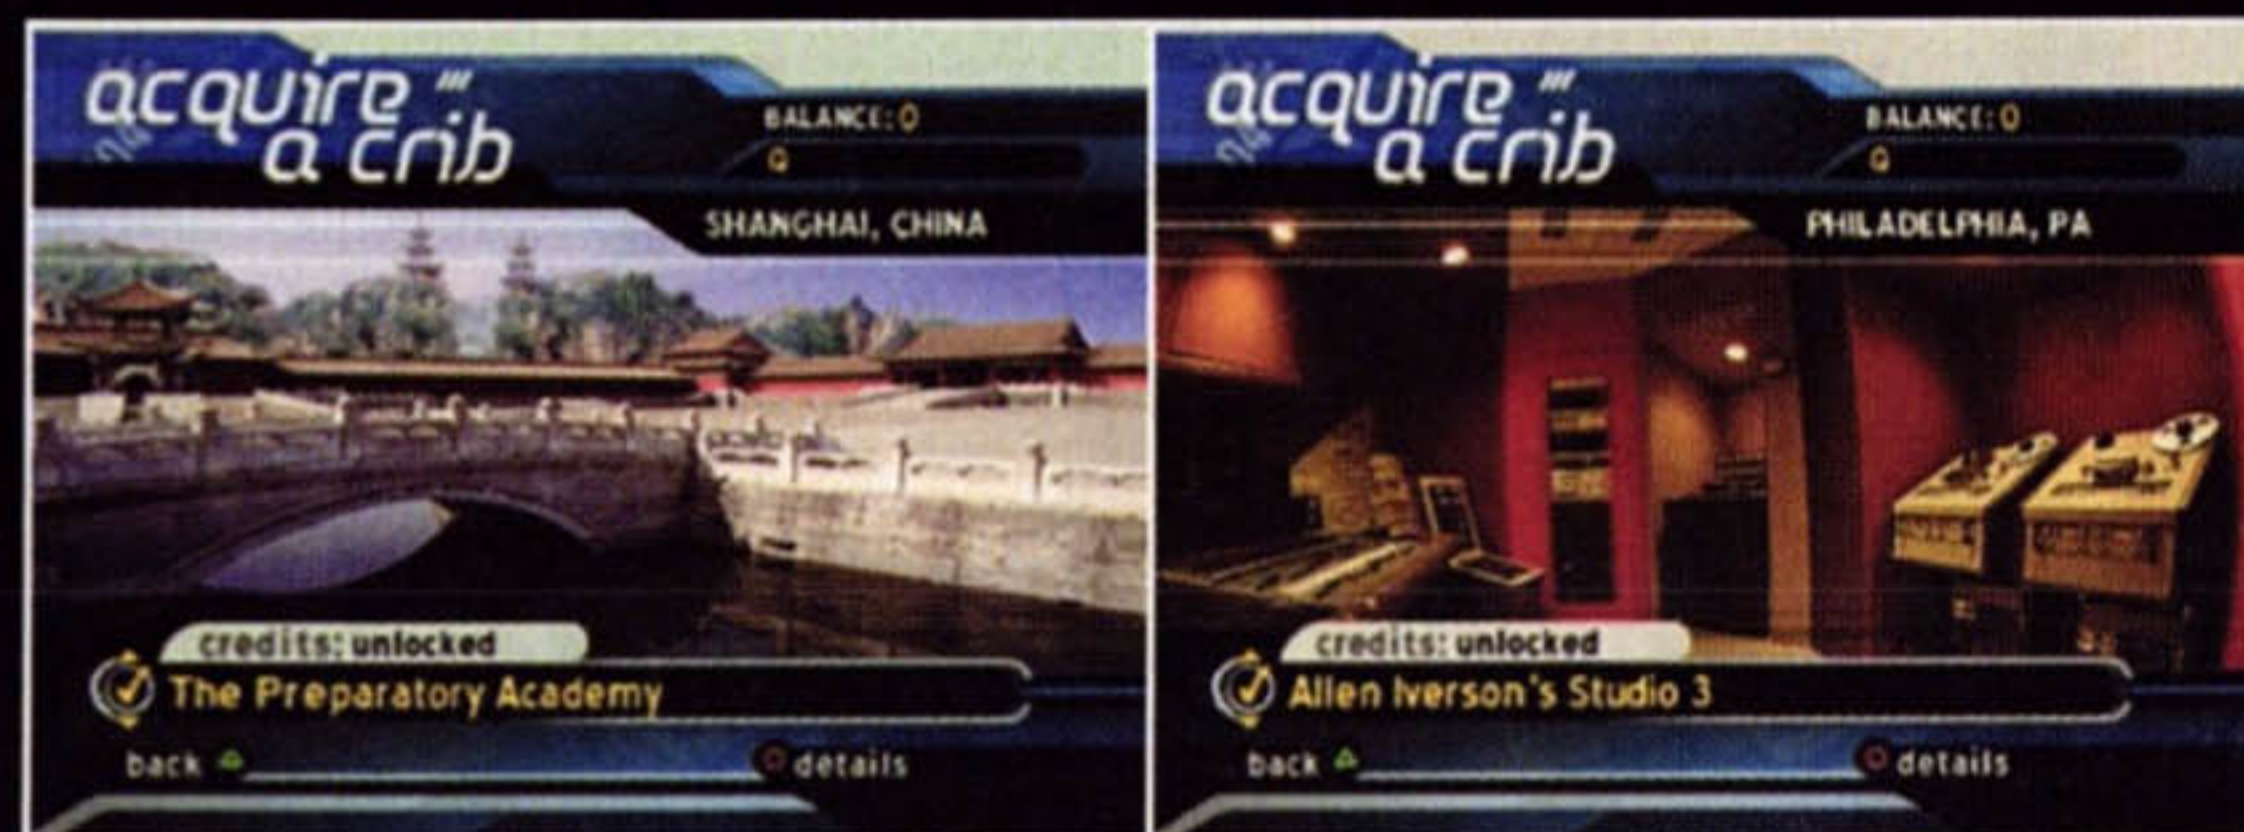 acquire
a crib
BALANCE: 0
0
SHANGHAI, CHINA
credits: unlocked
The Preparatory Academy
back
details
acquire
a crib
BALANCE: 0
0
PHILADELPHIA, PA
credits: unlocked
Allen Iverson's Studio 3
back
details